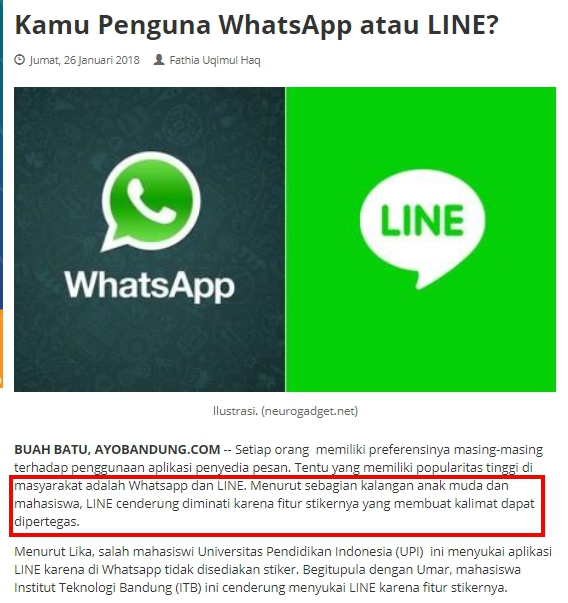 Kamu Penguna WhatsApp atau LINE?
Jumat, 26 Januari 2018 Fathia Uqimul Haq
WhatsApp
LINE
Ilustrasi. (neurogadget.net)
BUAH BATU, AYOBANDUNG.COM -- Setiap orang memiliki preferensinya masing-masing
terhadap penggunaan aplikasi penyedia pesan. Tentu yang memiliki popularitas tinggi di
masyarakat adalah Whatsapp dan LINE. Menurut sebagian kalangan anak muda dan
mahasiswa, LINE cenderung diminati karena fitur stikernya yang membuat kalimat dapat
dipertegas.
Menurut Lika, salah mahasiswi Universitas Pendidikan Indonesia (UPI) ini menyukai aplikasi
LINE karena di Whatsapp tidak disediakan stiker. Begitupula dengan Umar, mahasiswa
Institut Teknologi Bandung (ITB) ini cenderung menyukai LINE karena fitur stikernya.